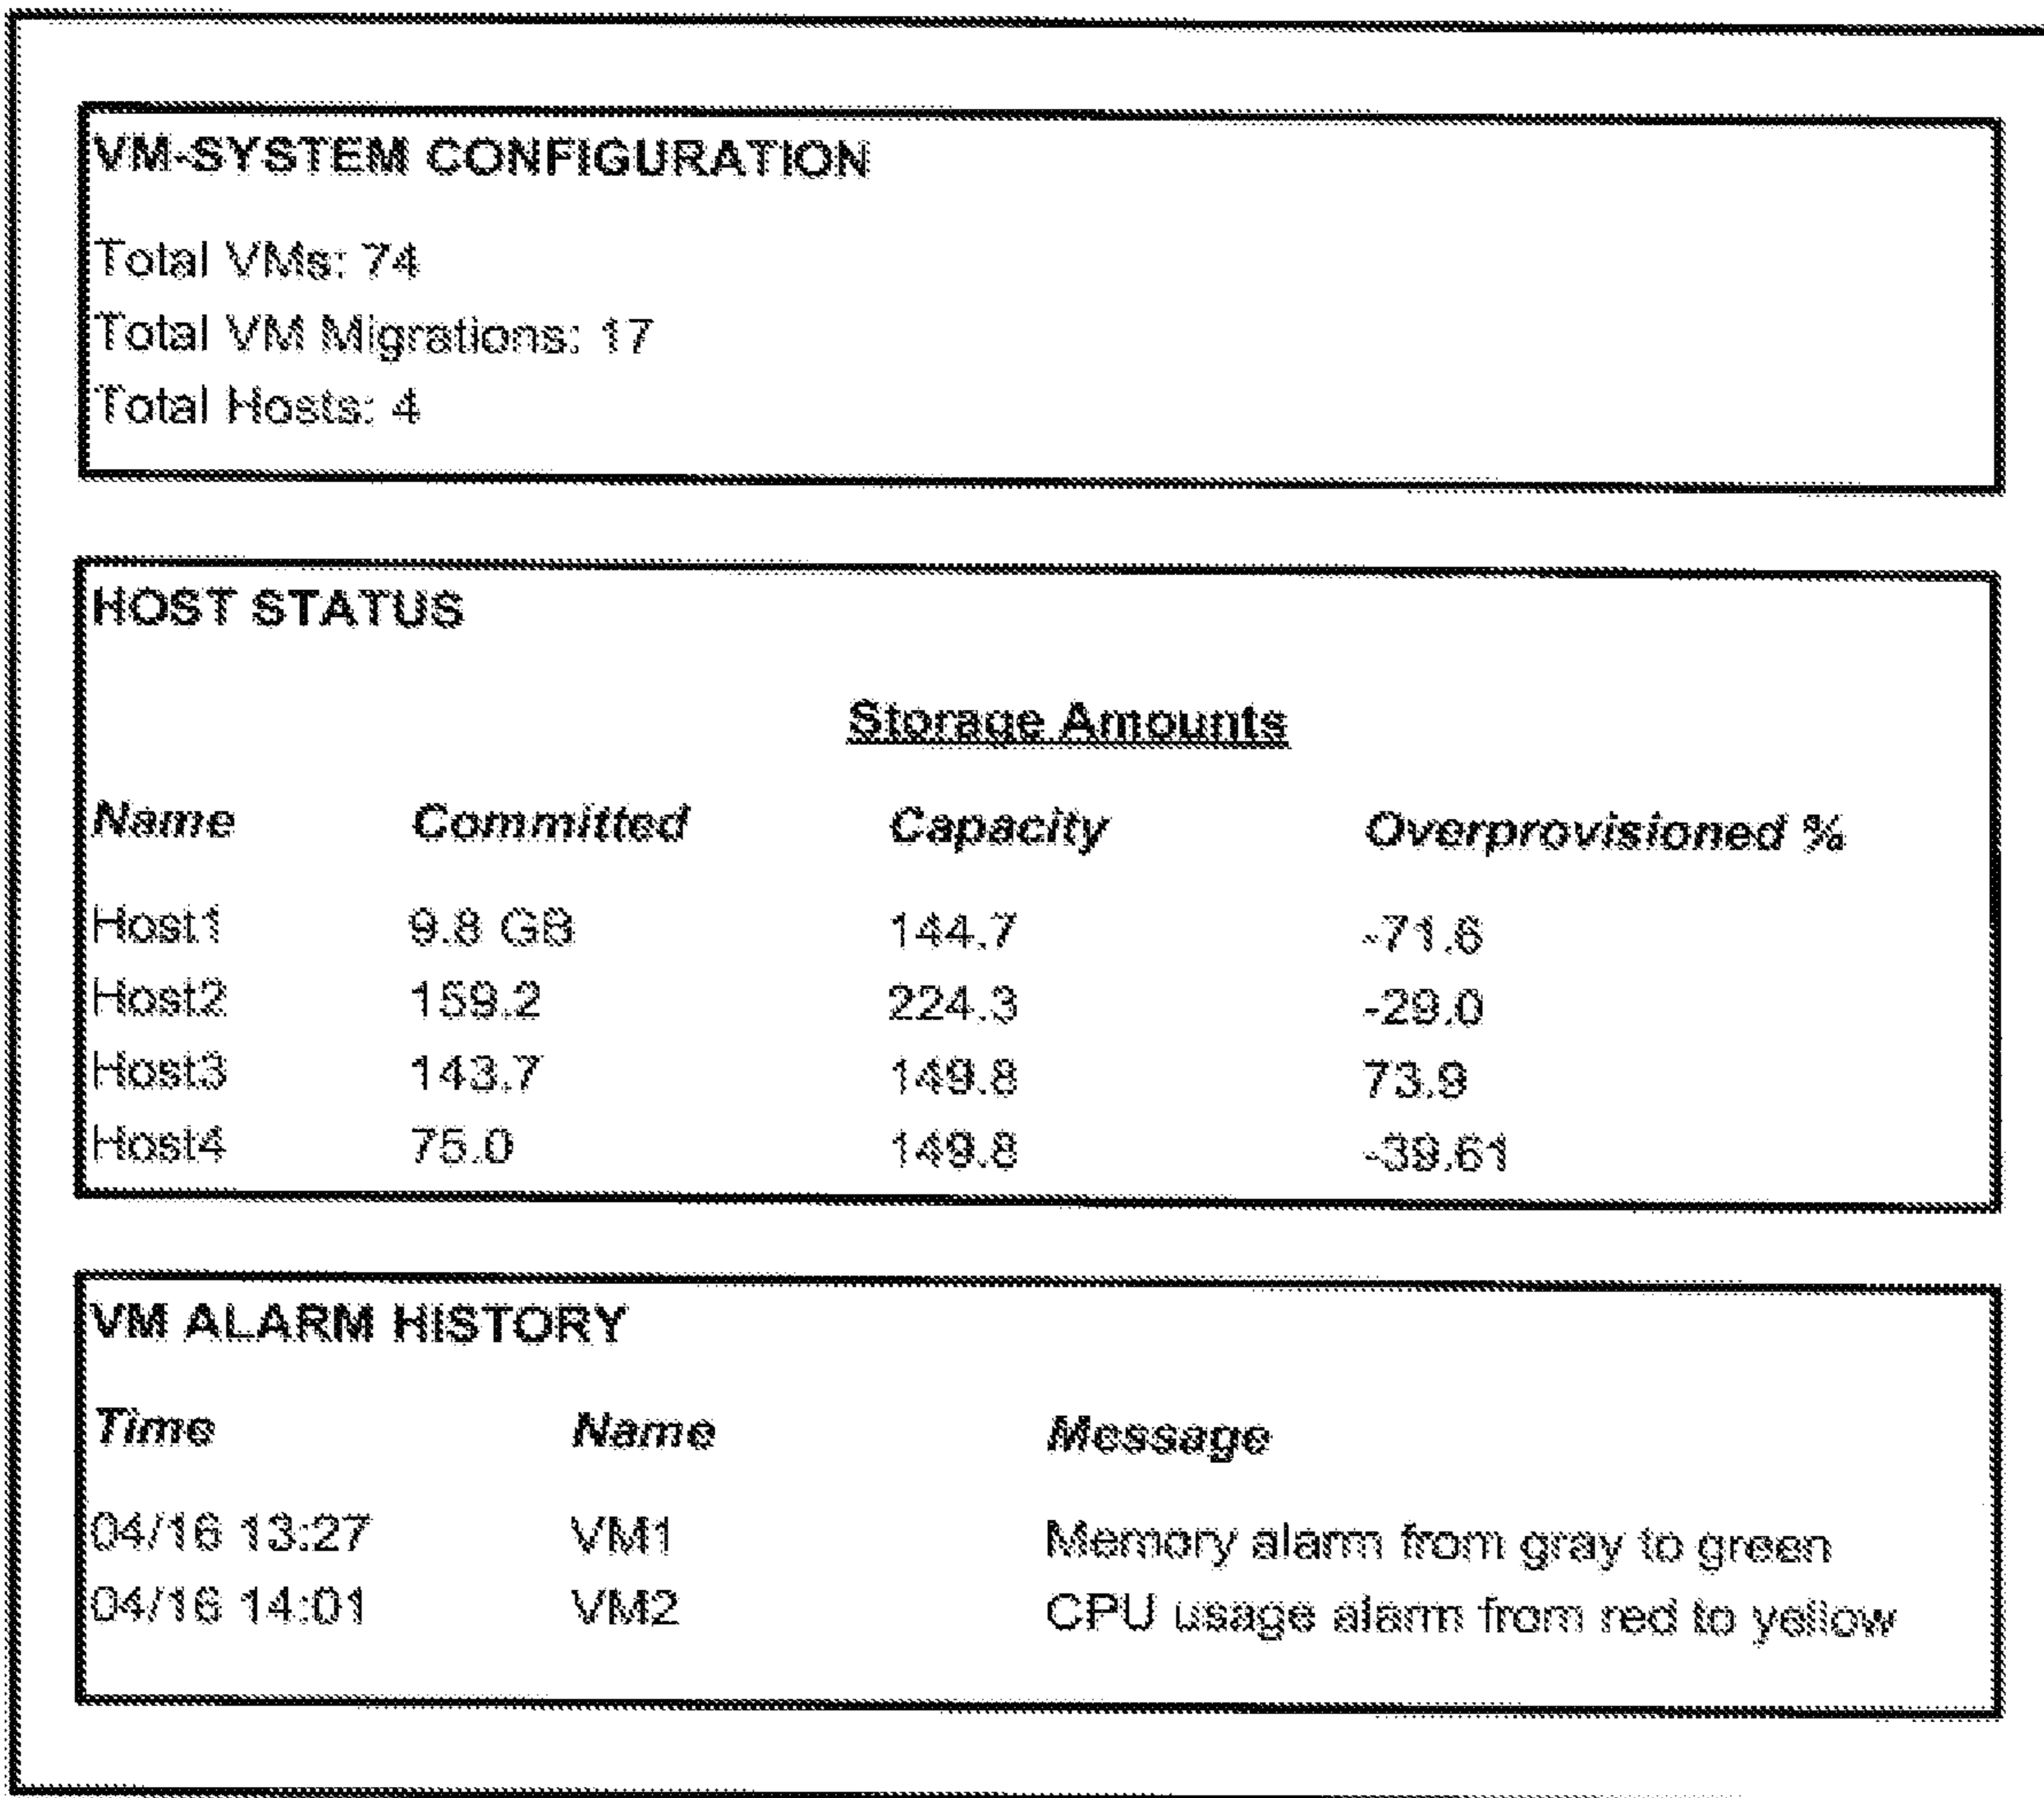 VM-SYSTEM CONFIGURATION
Total VMs: 74
Total VM Migrations: 17
Total Hosts: 4
HOST STATUS
Storage Amounts
Name Committed Capacity Overprovisioned %
Host1 9.8 GB 144.7 -71.6
Host2 159.2 224.3 -29.0
Host3 143.7 149.8 73.9
Host4 75.0 149.8 -39.61
VM ALARM HISTORY
Time Name Message
04/16 13:27 VM1 Memory alarm from gray to green
04/16 14:01 VM2 CPU usage alarm from red to yellow